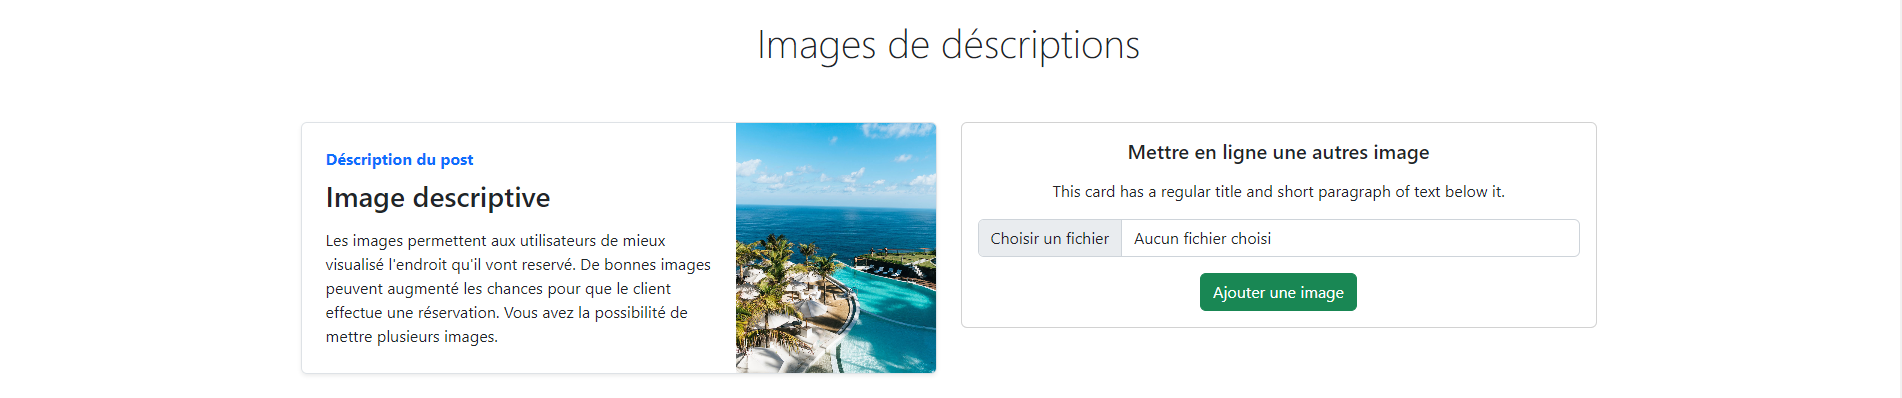 Images de déscriptions
Déscription du post
Image descriptive
Les images permettent aux utilisateurs de mieux
visualisé l'endroit qu'il vont reservé. De bonnes images
peuvent augmenté les chances pour que le client
effectue une réservation. Vous avez la possibilité de
mettre plusieurs images.
Mettre en ligne une autres image
This card has a regular title and short paragraph of text below it.
Choisir un fichier Aucun fichier choisi
Ajouter une image